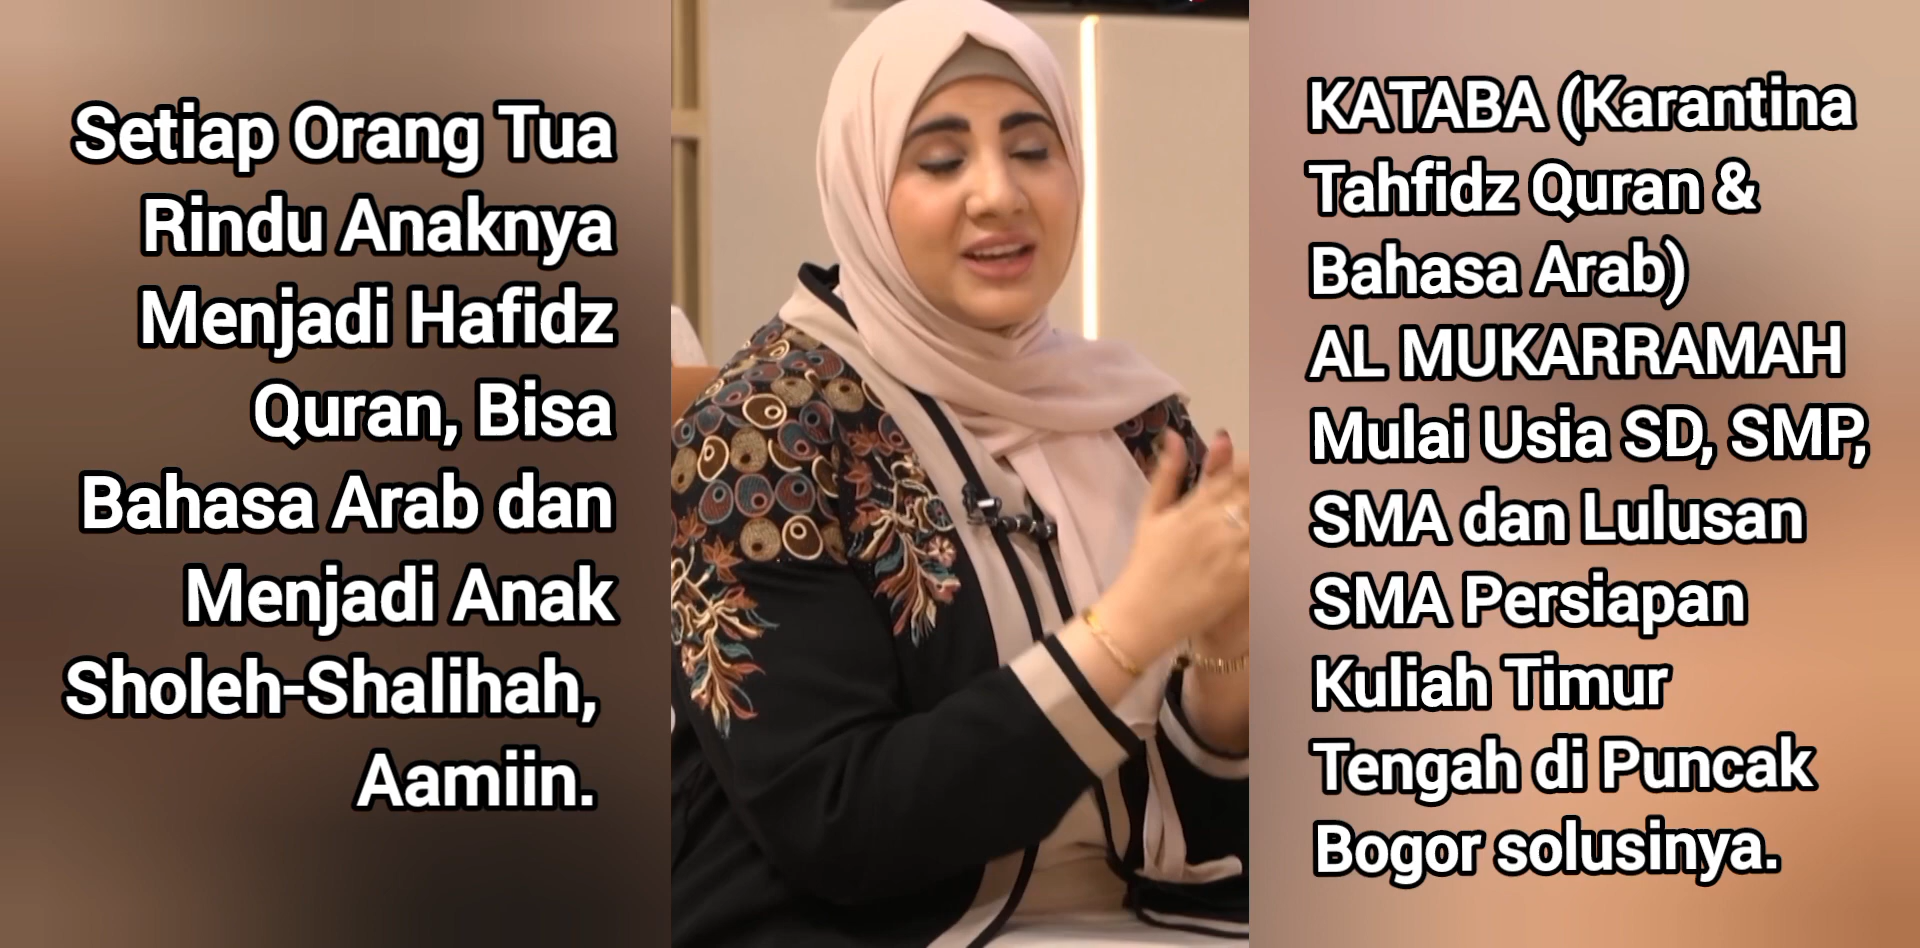 Setiap Orang Tua
Rindu Anaknya
Menjadi Hafidz
Quran, Bisa
Bahasa Arab dan
Menjadi Anak
Sholeh-Shalihah,
Aamiin.
KATABA (Karantina
Tahfidz Quran &
Bahasa Arab)
AL MUKARRAMAH
Mulai Usia SD, SMP,
SMA dan Lulusan
SMA Persiapan
Kuliah Timur
Tengah di Puncak
Bogor solusinya.